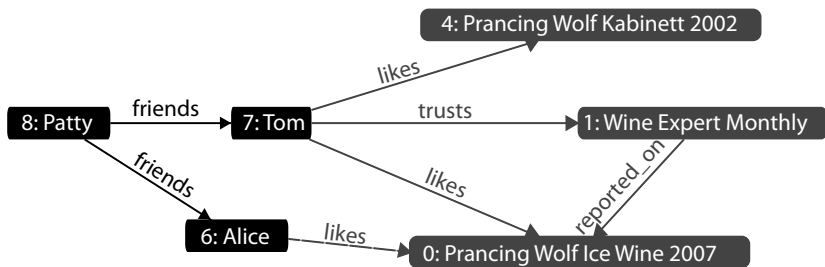 4: Prancing Wolf Kabinett 2002
likes
8: Patty
friends
7: Tom
trusts
1: Wine Expert Monthly
friends
likes
reported_on
6: Alice
likes
0: Prancing Wolf Ice Wine 2007